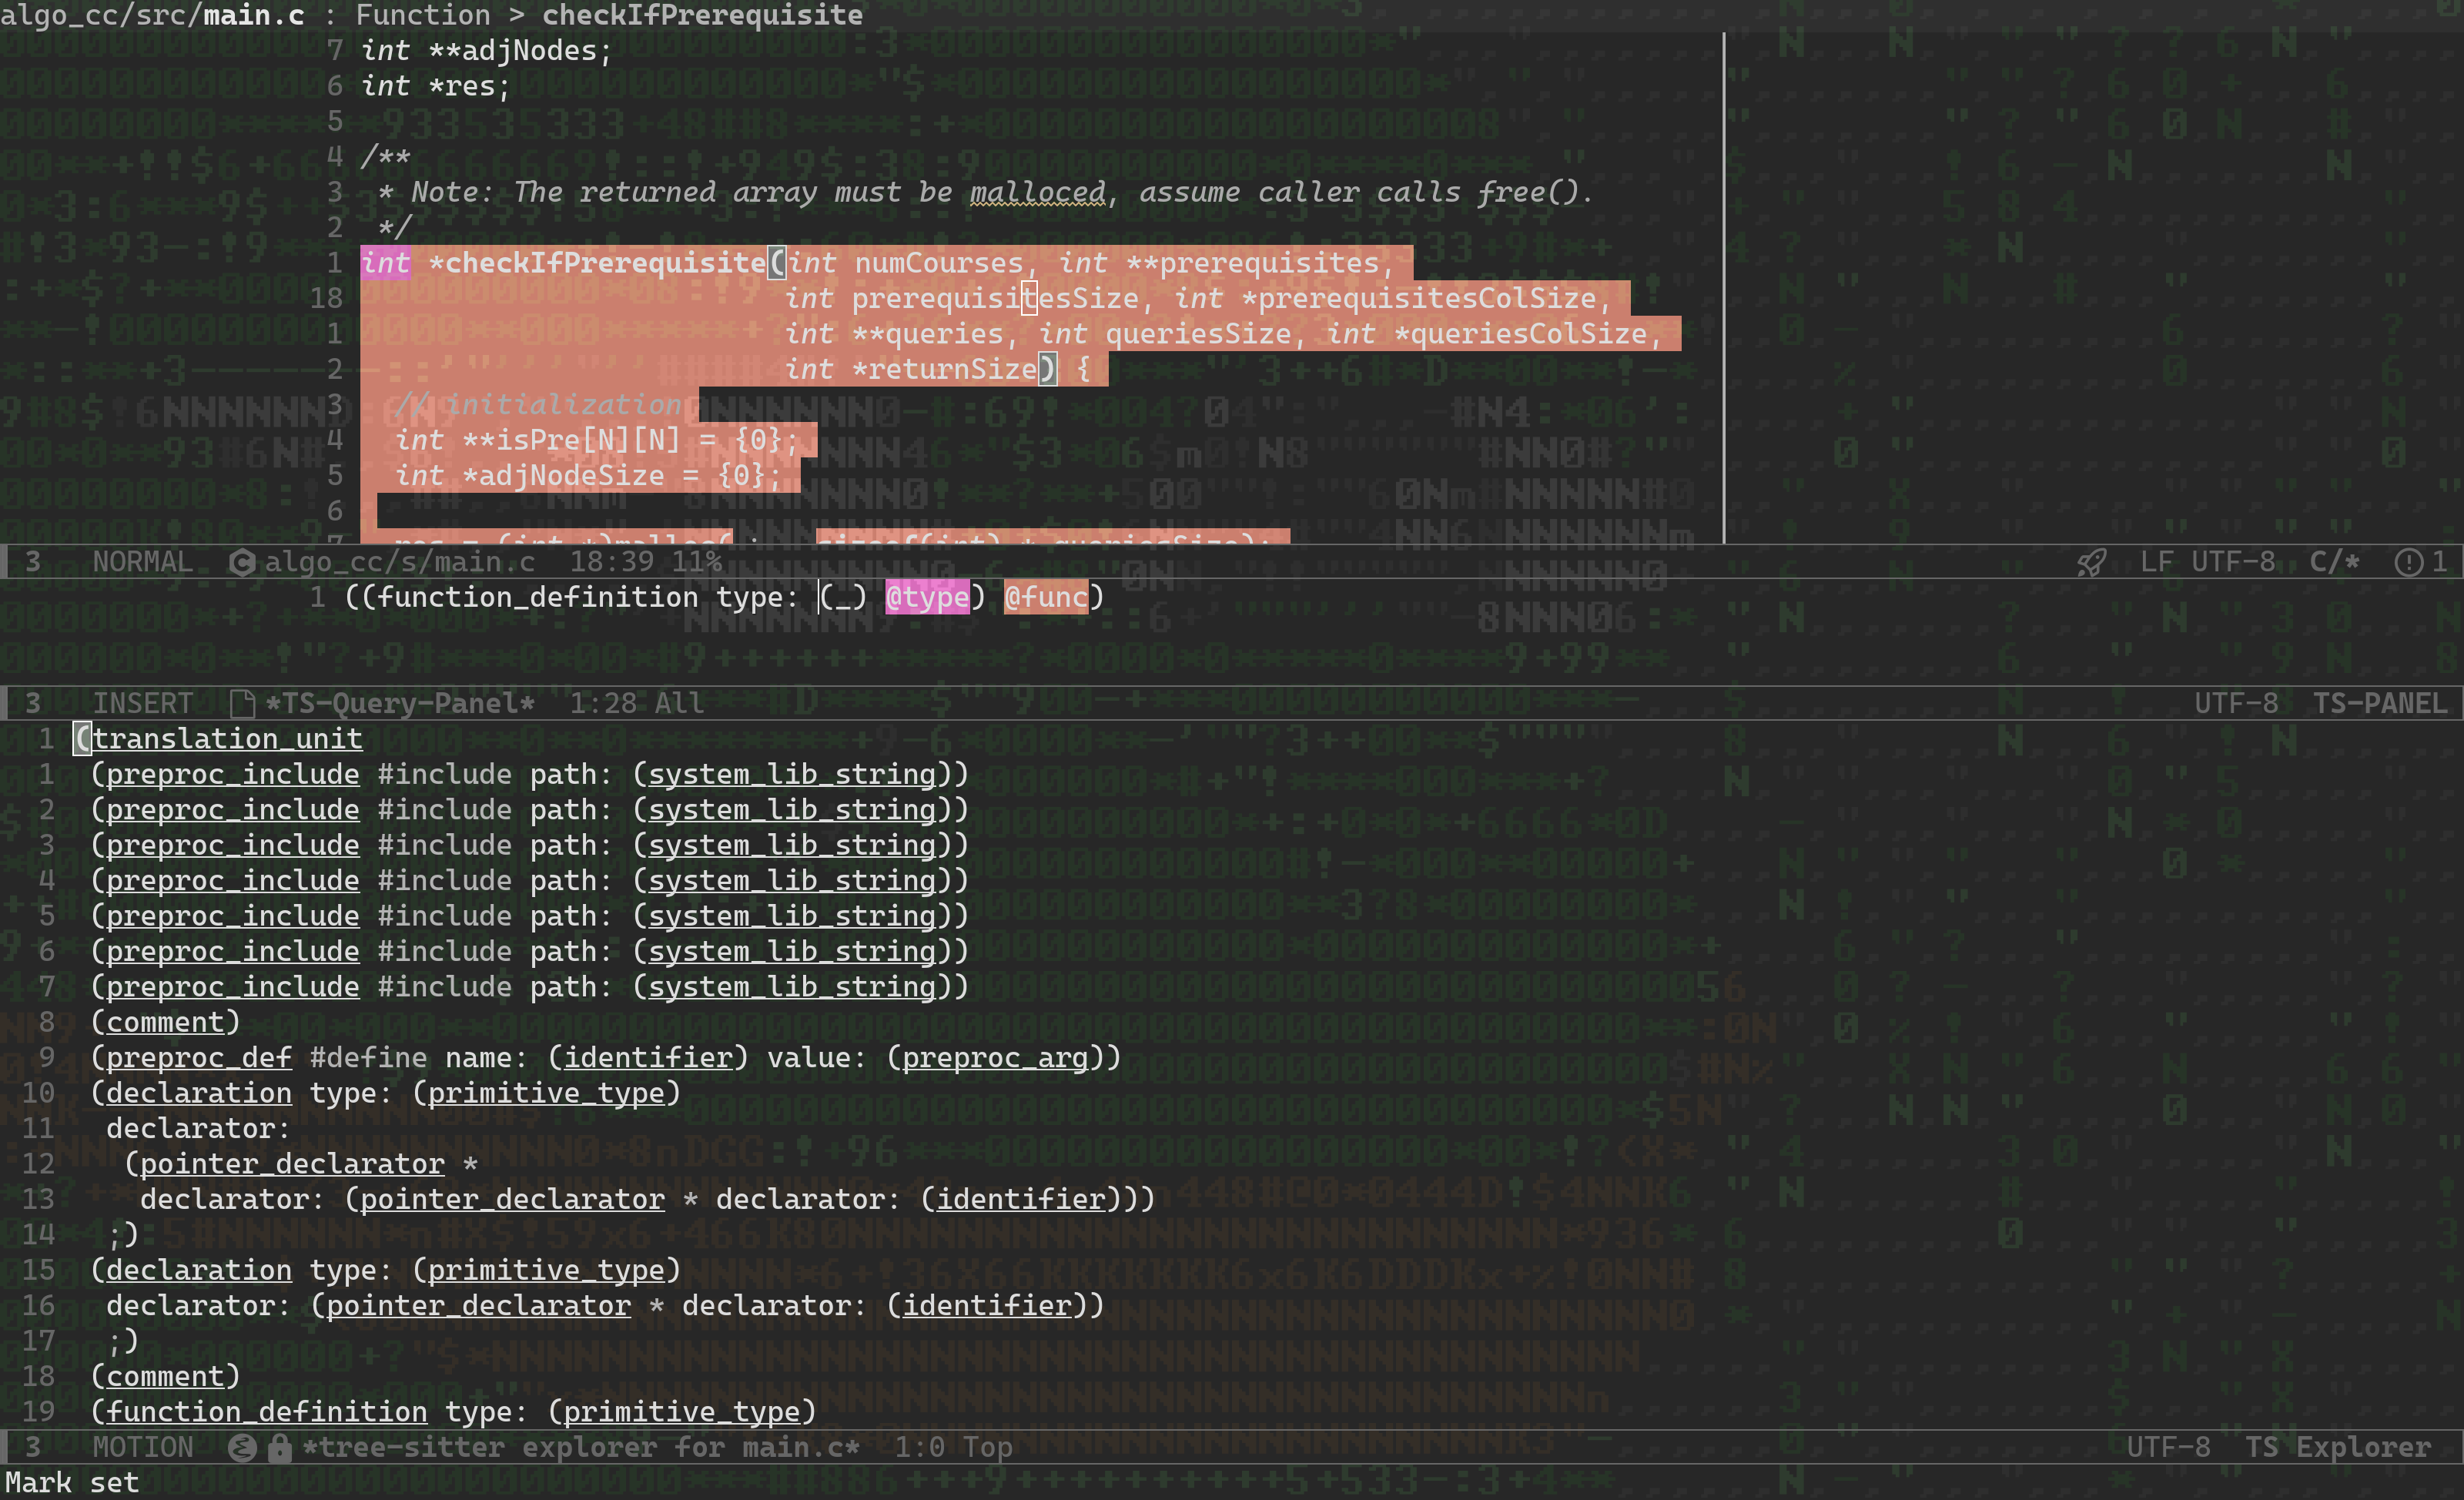 algo_cc/src/main.c : Function > checkIfPrerequisite
7 int **adjNodes;
6 int *res;
5
4 /**
3  * Note: The returned array must be malloced, assume caller calls free().
2  */
1 int *checkIfPrerequisite(int numCourses, int **prerequisites,
18 int prerequisitesSize, int *prerequisitesColSize,
1 int **queries, int queriesSize, int *queriesColSize,
2 int *returnSize) {
3 // initialization
4 int **isPre[N][N] = {0};
5 int *adjNodeSize = {0};
6
7 res = (int *)malloc( sizeof(int) * queriesSize);
3 NORMAL algo_cc/s/main.c 18:39 11% LF UTF-8 C/* 1
1 ((function_definition type: (_) @type) @func)
3 INSERT *TS-Query-Panel* 1:28 All UTF-8 TS-PANEL
1 (translation_unit
1 (preproc_include #include path: (system_lib_string))
2 (preproc_include #include path: (system_lib_string))
3 (preproc_include #include path: (system_lib_string))
4 (preproc_include #include path: (system_lib_string))
5 (preproc_include #include path: (system_lib_string))
6 (preproc_include #include path: (system_lib_string))
7 (preproc_include #include path: (system_lib_string))
8 (comment)
9 (preproc_def #define name: (identifier) value: (preproc_arg))
10 (declaration type: (primitive_type)
11 declarator:
12 (pointer_declarator *
13 declarator: (pointer_declarator * declarator: (identifier)))
14 ;)
15 (declaration type: (primitive_type)
16 declarator: (pointer_declarator * declarator: (identifier))
17 ;)
18 (comment)
19 (function_definition type: (primitive_type)
3 MOTION *tree-sitter explorer for main.c* 1:0 Top UTF-8 TS Explorer
Mark set